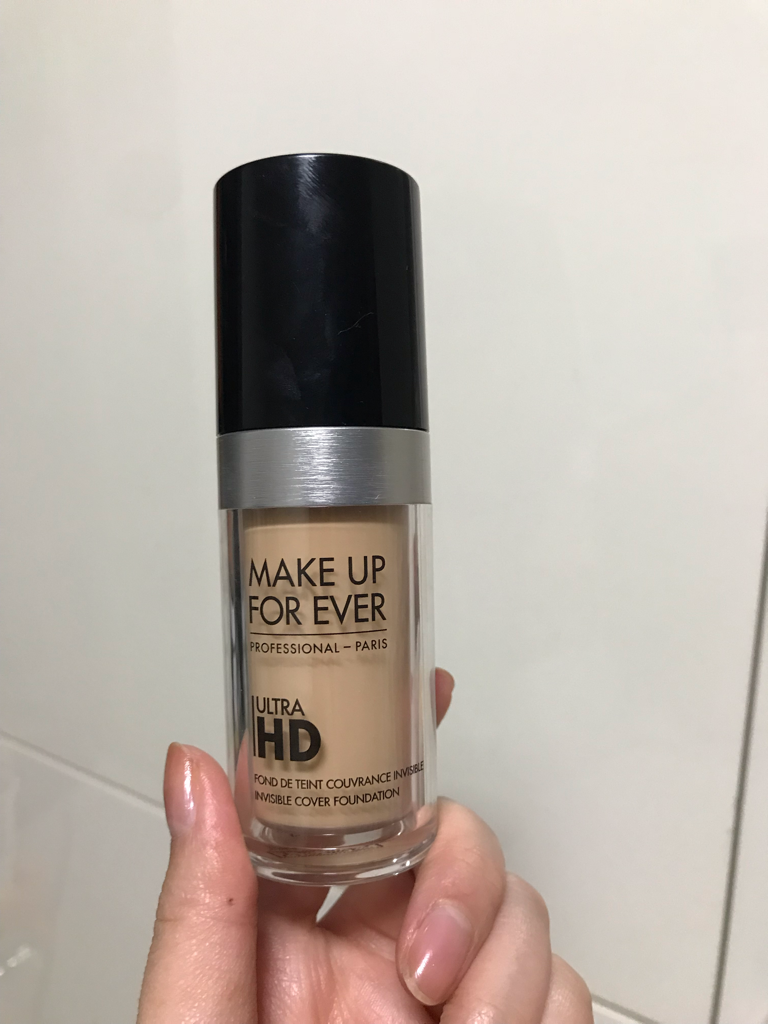 MAKE UP
FOR EVER
PROFESSIONAL – PARIS
ULTRA
HD
FOND DE TEINT COUVRANCE INVISIBLE
INVISIBLE COVER FOUNDATION